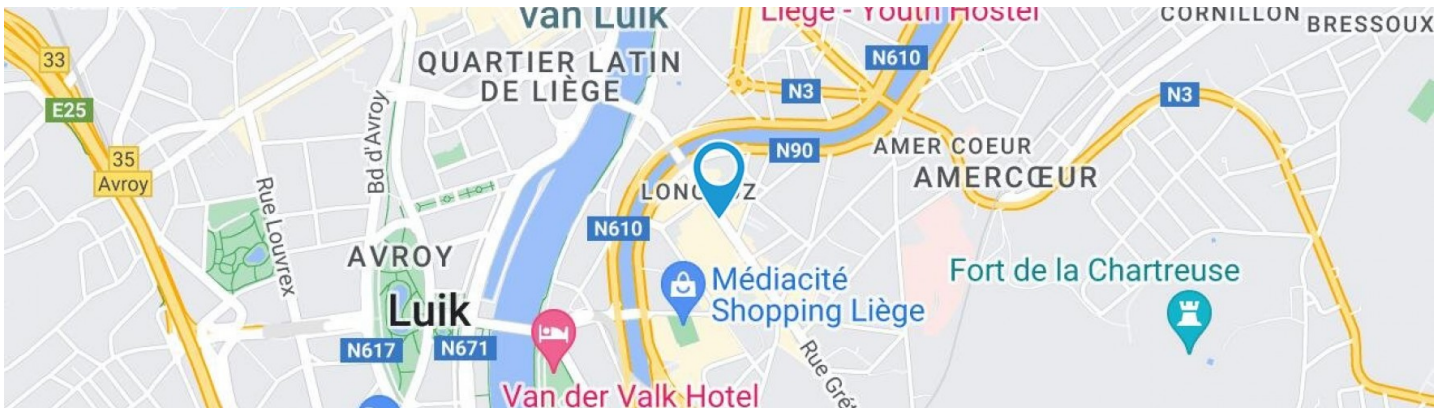 van Luik
Liège - Youth Hostel
CORNILLON
BRESSOUX
33
QUARTIER LATIN
DE LIÈGE
N610
N3
N3
E25
Bd d'Avroy
35
Avroy
N90
AMER COEUR
AMERCŒUR
Rue Louvrex
N610
AVROY
Médiacité
Shopping Liège
Fort de la Chartreuse
Luik
N617
N671
Van der Valk Hotel